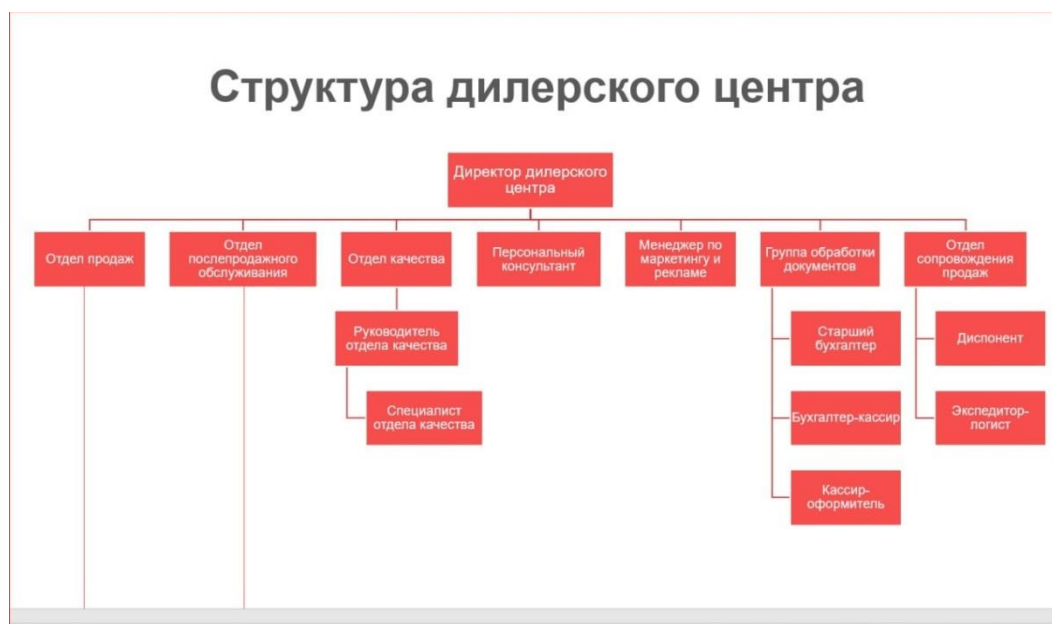 Структура дилерского центра
Директор дилерского
центра
Отдел продаж
Отдел
послепродажного
обслуживания
Отдел качества
Персональный
консультант
Менеджер по
маркетингу и
рекламе
Группа обработки
документов
Отдел
сопровождения
продаж
Руководитель
отдела качества
Специалист
отдела качества
Старший
бухгалтер
Бухгалтер-кассир
Кассир-
оформитель
Диспонент
Экспедитор-
логист